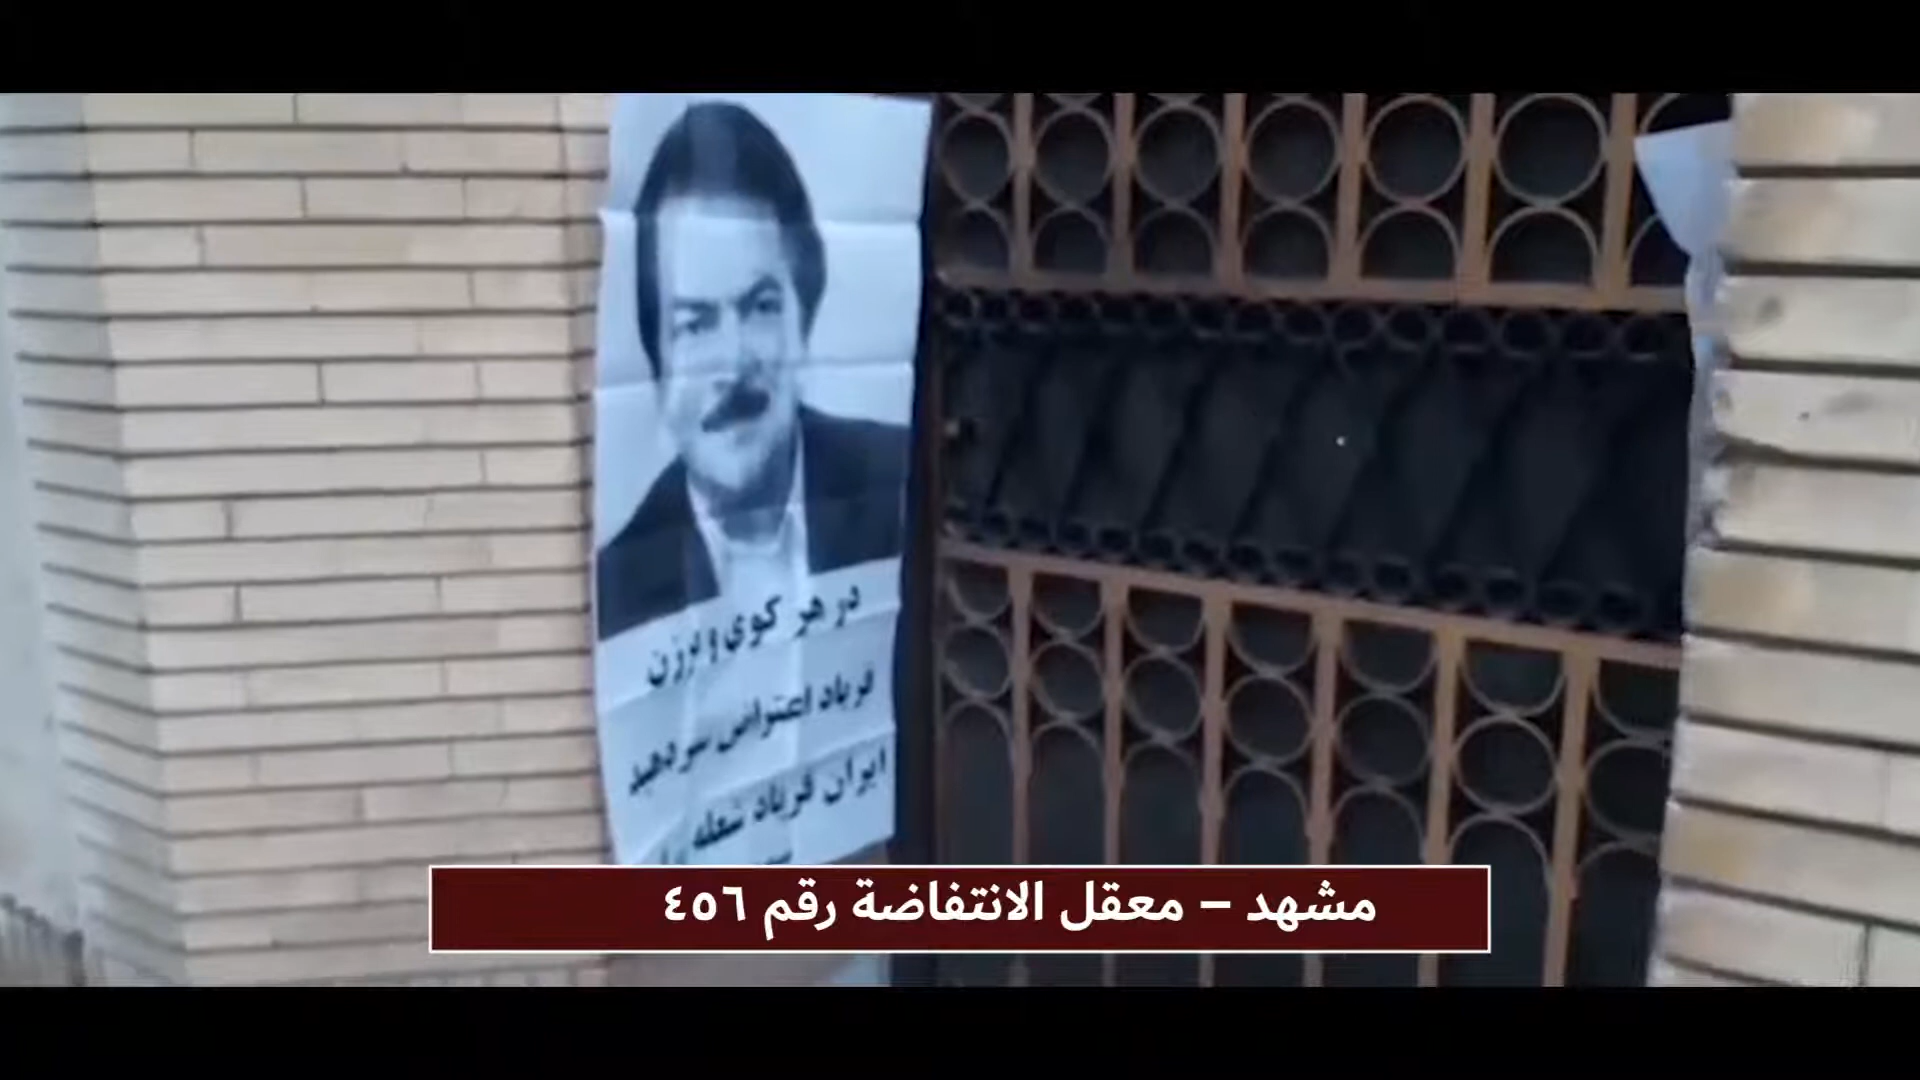 در هر کوی و برزن
فریاد اعتراض سر دهید
ایران فریاد شعله
مشهد – معقل الانتفاضة رقم ٤٥٦